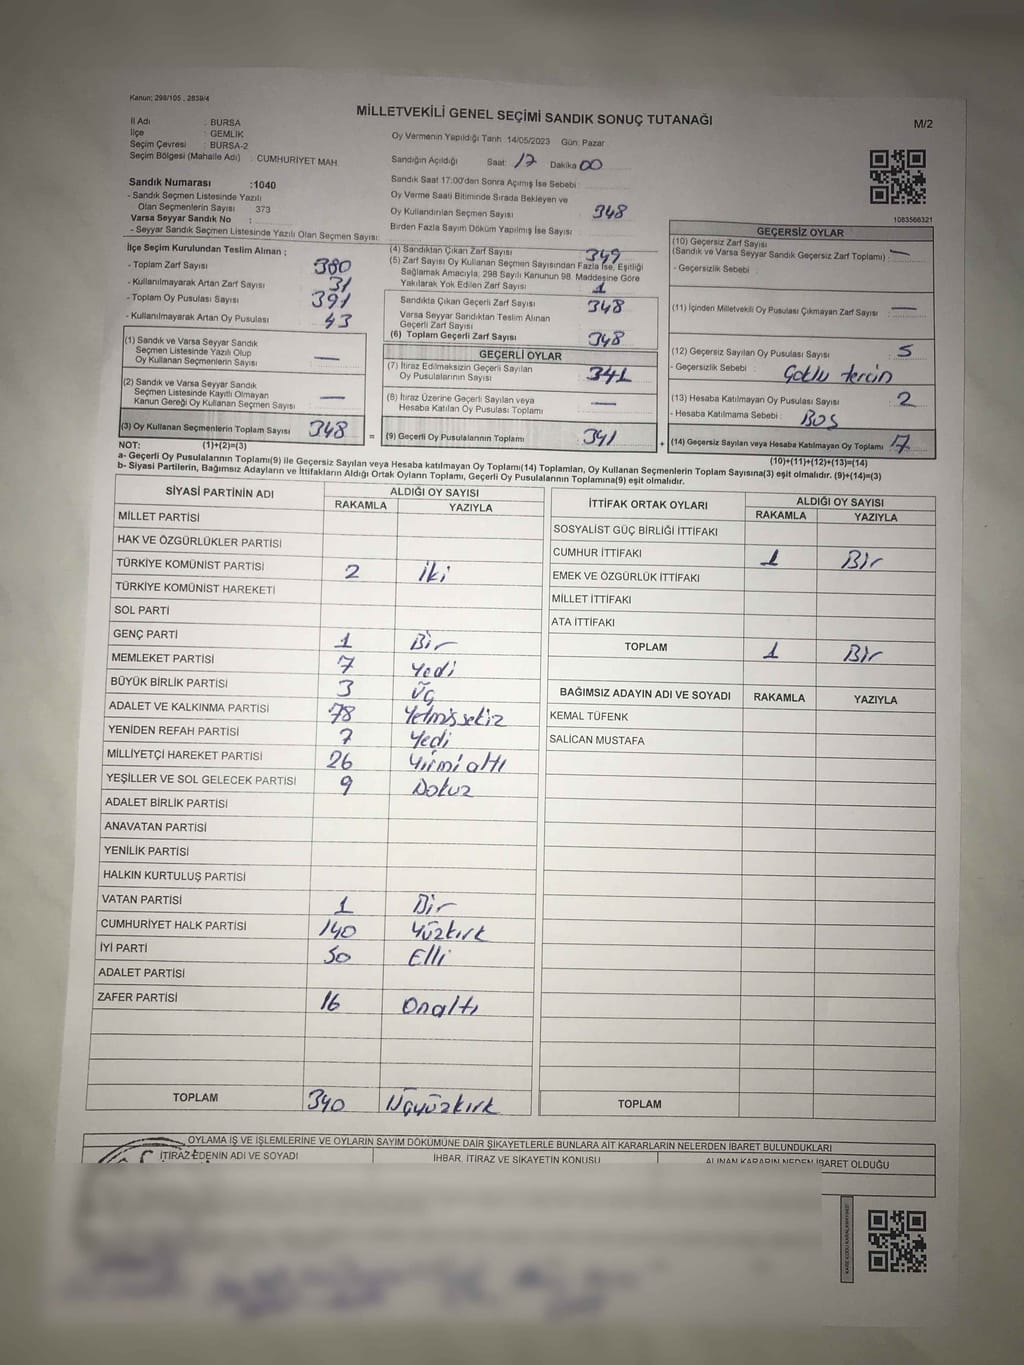 Kanun; 298/105 , 2839/4
MİLLETVEKİLİ GENEL SEÇİMİ SANDIK SONUÇ TUTANAĞI
M/2
İl Adı : BURSA
İlçe : GEMLİK
Seçim Çevresi : BURSA-2
Seçim Bölgesi (Mahalle Adı) : CUMHURİYET MAH
Oy Vermenin Yapıldığı Tarih: 14/05/2023 Gün: Pazar
Sandığın Açıldığı Saat: 17 Dakika 00
Sandık Saat 17:00'den Sonra Açılmış İse Sebebi :
Sandık Numarası :1040
- Sandık Seçmen Listesinde Yazılı
Olan Seçmenlerin Sayısı 373
Varsa Seyyar Sandık No :
- Seyyar Sandık Seçmen Listesinde Yazılı Olan Seçmen Sayısı:
Oy Verme Saati Bitiminde Sırada Bekleyen ve
Oy Kullandırılan Seçmen Sayısı 348
Birden Fazla Sayım Döküm Yapılmış İse Sayısı :
1083566321
İlçe Seçim Kurulundan Teslim Alınan ;
- Toplam Zarf Sayısı 380
- Kullanılmayarak Artan Zarf Sayısı 31
- Toplam Oy Pusulası Sayısı 391
- Kullanılmayarak Artan Oy Pusulası 43
(4) Sandıktan Çıkan Zarf Sayısı 349
(5) Zarf Sayısı Oy Kullanan Seçmen Sayısından Fazla İse, Eşitliği
Sağlamak Amacıyla, 298 Sayılı Kanunun 98. Maddesine Göre
Yakılarak Yok Edilen Zarf Sayısı 1
Sandıkta Çıkan Geçerli Zarf Sayısı 348
Varsa Seyyar Sandıktan Teslim Alınan
Geçerli Zarf Sayısı
(6) Toplam Geçerli Zarf Sayısı 348
GEÇERSİZ OYLAR
(10) Geçersiz Zarf Sayısı
(Sandık ve Varsa Seyyar Sandık Geçersiz Zarf Toplamı) : —
- Geçersizlik Sebebi :
(11) İçinden Milletvekili Oy Pusulası Çıkmayan Zarf Sayısı : —
(12) Geçersiz Sayılan Oy Pusulası Sayısı : 5
- Geçersizlik Sebebi : Çoklu tercin
(13) Hesaba Katılmayan Oy Pusulası Sayısı : 2
- Hesaba Katılmama Sebebi : BOŞ
(14) Geçersiz Sayılan veya Hesaba Katılmayan Oy Toplamı : 7
(10)+(11)+(12)+(13)=(14)
(1) Sandık ve Varsa Seyyar Sandık
Seçmen Listesinde Yazılı Olup
Oy Kullanan Seçmenlerin Sayısı —
(2) Sandık ve Varsa Seyyar Sandık
Seçmen Listesinde Kayıtlı Olmayan
Kanun Gereği Oy Kullanan Seçmen Sayısı —
(3) Oy Kullanan Seçmenlerin Toplam Sayısı 348 =
GEÇERLİ OYLAR
(7) İtiraz Edilmeksizin Geçerli Sayılan
Oy Pusulalarının Sayısı 341
(8) İtiraz Üzerine Geçerli Sayılan veya
Hesaba Katılan Oy Pusulası Toplamı —
(9) Geçerli Oy Pusulalarının Toplamı 341 +
NOT: (1)+(2)=(3)
a- Geçerli Oy Pusulalarının Toplamı(9) ile Geçersiz Sayılan veya Hesaba katılmayan Oy Toplamı(14) Toplamları, Oy Kullanan Seçmenlerin Toplam Sayısına(3) eşit olmalıdır. (9)+(14)=(3)
b- Siyasi Partilerin, Bağımsız Adayların ve İttifakların Aldığı Ortak Oyların Toplamı, Geçerli Oy Pusulalarının Toplamına(9) eşit olmalıdır.
SİYASİ PARTİNİN ADI ALDIĞI OY SAYISI
RAKAMLA YAZIYLA
MİLLET PARTİSİ
HAK VE ÖZGÜRLÜKLER PARTİSİ
TÜRKİYE KOMÜNİST PARTİSİ 2 İki
TÜRKİYE KOMÜNİST HAREKETİ
SOL PARTİ
GENÇ PARTİ 1 Bir
MEMLEKET PARTİSİ 7 Yedi
BÜYÜK BİRLİK PARTİSİ 3 Üç
ADALET VE KALKINMA PARTİSİ 78 Yetmişsekiz
YENİDEN REFAH PARTİSİ 7 Yedi
MİLLİYETÇİ HAREKET PARTİSİ 26 Yirmialtı
YEŞİLLER VE SOL GELECEK PARTİSİ 9 Dokuz
ADALET BİRLİK PARTİSİ
ANAVATAN PARTİSİ
YENİLİK PARTİSİ
HALKIN KURTULUŞ PARTİSİ
VATAN PARTİSİ 1 Bir
CUMHURİYET HALK PARTİSİ 140 Yüzkırk
İYİ PARTİ 50 Elli
ADALET PARTİSİ
ZAFER PARTİSİ 16 Onaltı
TOPLAM 340 Üçyüzkırk
İTTİFAK ORTAK OYLARI ALDIĞI OY SAYISI
RAKAMLA YAZIYLA
SOSYALİST GÜÇ BİRLİĞİ İTTİFAKI
CUMHUR İTTİFAKI 1 Bir
EMEK VE ÖZGÜRLÜK İTTİFAKI
MİLLET İTTİFAKI
ATA İTTİFAKI
TOPLAM 1 Bir
BAĞIMSIZ ADAYIN ADI VE SOYADI RAKAMLA YAZIYLA
KEMAL TÜFENK
SALİCAN MUSTAFA
TOPLAM
OYLAMA İŞ VE İŞLEMLERİNE VE OYLARIN SAYIM DÖKÜMÜNE DAİR ŞİKAYETLERLE BUNLARA AİT KARARLARIN NELERDEN İBARET BULUNDUKLARI
İTİRAZ EDENİN ADI VE SOYADI İHBAR, İTİRAZ VE ŞİKAYETİN KONUSU ALINAN KARARIN NEDEN İBARET OLDUĞU